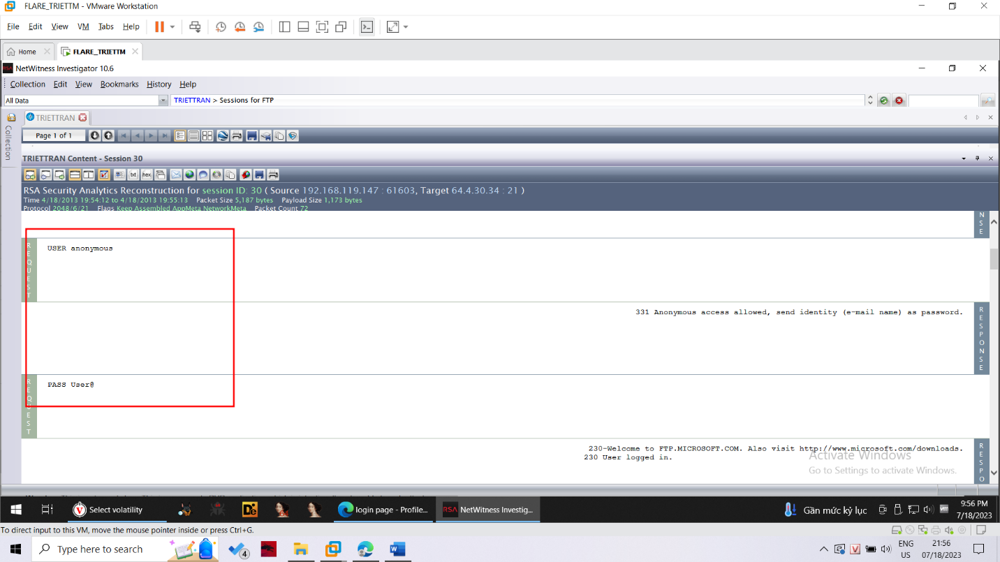 FLARE_TRIETTM - VMware Workstation
File Edit View VM Tabs Help
Home FLARE_TRIETTM
RSA NetWitness Investigator 10.6
Collection Edit View Bookmarks History Help
All Data TRIETTRAN > Sessions for FTP
TRIETTRAN
Collection
Page 1 of 1
TRIETTRAN Content - Session 30
txt hex
RSA Security Analytics Reconstruction for session ID: 30 ( Source 192.168.119.147 : 61603, Target 64.4.30.34 : 21 )
Time 4/18/2013 19:54:12 to 4/18/2013 19:55:13 Packet Size 5,187 bytes Payload Size 1,173 bytes
Protocol 2048/6/21 Flags Keep Assembled AppMeta NetworkMeta Packet Count 72
NSE
REQUEST
USER anonymous
331 Anonymous access allowed, send identity (e-mail name) as password.
RESPONSE
REQUEST
PASS User@
230-Welcome to FTP.MICROSOFT.COM. Also visit http://www.microsoft.com/downloads.
230 User logged in.
RESPO
Activate Windows
Go to Settings to activate Windows.
Select volatility
De
login page - Profile...
RSA NetWitness Investig...
Gần mức kỷ lục
9:56 PM
7/18/2023
To direct input to this VM, move the mouse pointer inside or press Ctrl+G.
Type here to search
4
ENG
US
21:56
07/18/2023